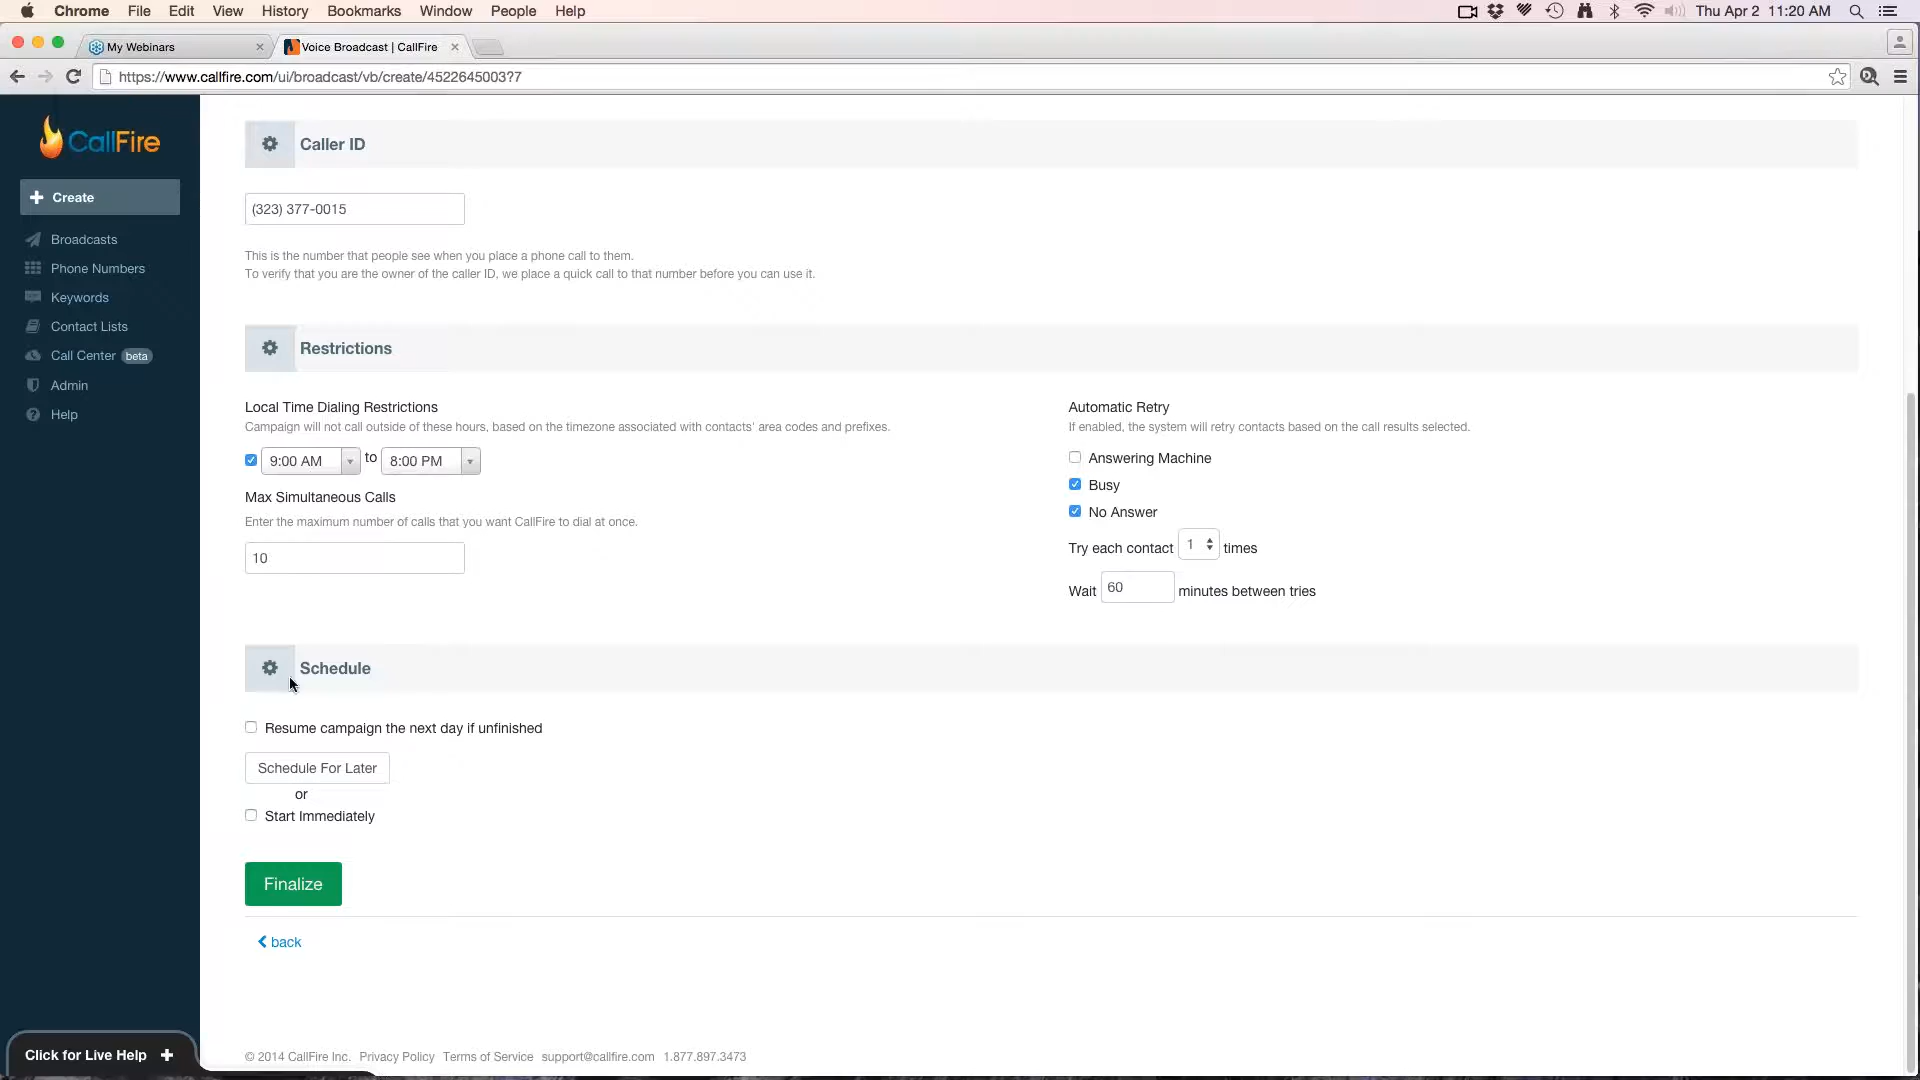 Chrome File Edit View History Bookmarks Window People Help Thu Apr 2 11:20 AM
My Webinars Voice Broadcast | CallFire
https://www.callfire.com/ui/broadcast/vb/create/4522645003?7
CallFire
Create
Broadcasts
Phone Numbers
Keywords
Contact Lists
Call Center beta
Admin
Help
Caller ID
(323) 377-0015
This is the number that people see when you place a phone call to them.
To verify that you are the owner of the caller ID, we place a quick call to that number before you can use it.
Restrictions
Local Time Dialing Restrictions
Campaign will not call outside of these hours, based on the timezone associated with contacts' area codes and prefixes.
9:00 AM to 8:00 PM
Max Simultaneous Calls
Enter the maximum number of calls that you want CallFire to dial at once.
10
Automatic Retry
If enabled, the system will retry contacts based on the call results selected.
Answering Machine
Busy
No Answer
Try each contact 1 times
Wait 60 minutes between tries
Schedule
Resume campaign the next day if unfinished
Schedule For Later
or
Start Immediately
Finalize
back
Click for Live Help
© 2014 CallFire Inc. Privacy Policy Terms of Service support@callfire.com 1.877.897.3473